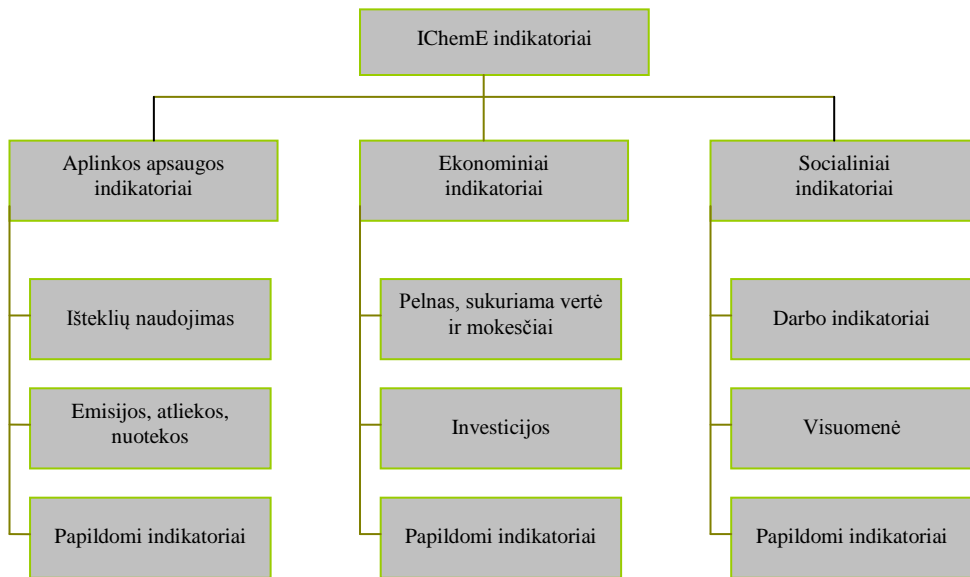 IChemE indikatoriai
Aplinkos apsaugos
indikatoriai
Ekonominiai
indikatoriai
Socialiniai
indikatoriai
Išteklių naudojimas
Pelnas, sukuriama vertė
ir mokesčiai
Darbo indikatoriai
Emisijos, atliekos,
nuotekos
Investicijos
Visuomenė
Papildomi indikatoriai
Papildomi indikatoriai
Papildomi indikatoriai